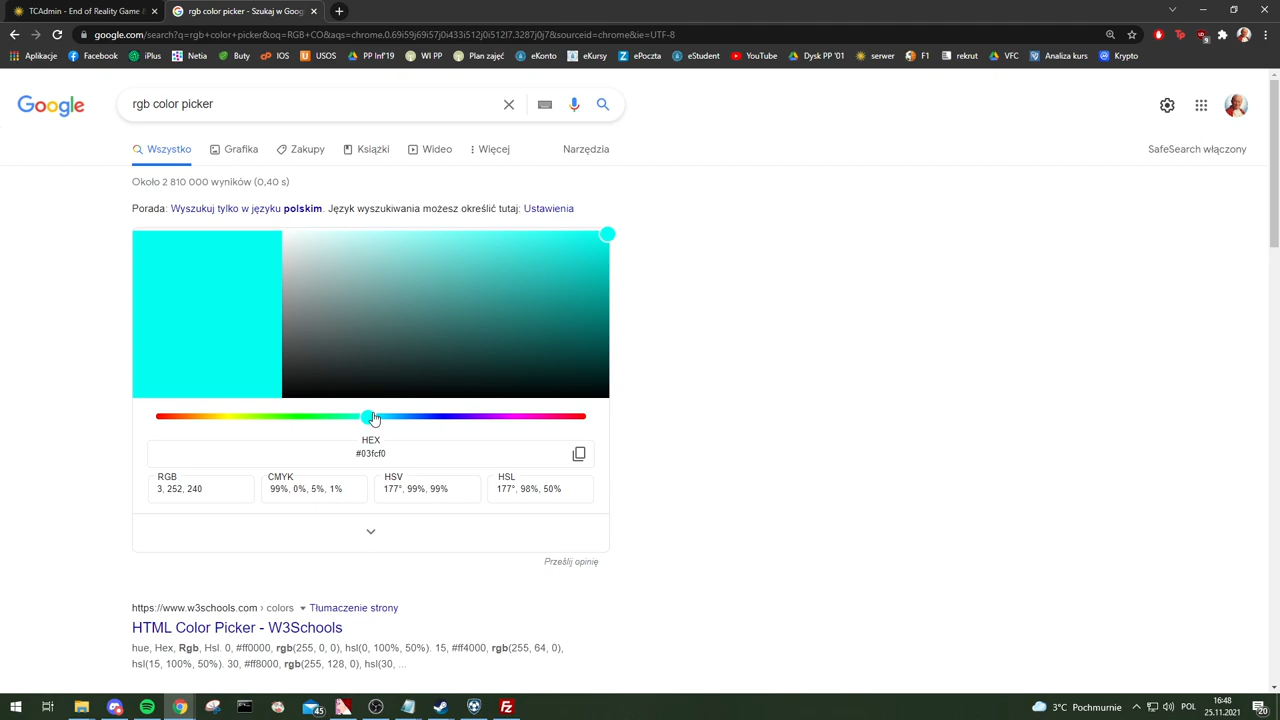 TCAdmin - End of Reality Game &
rgb color picker - Szukaj w Goog
google.com/search?q=rgb+color+picker&oq=RGB+CO&aqs=chrome.0.69i59j69i57j0i433i512j0i512l7.3287j0j7&sourceid=chrome&ie=UTF-8
Aplikacje Facebook iPlus Netia Buty IOS USOS PP Inf'19 WI PP Plan zajęć eKonto eKursy ePoczta eStudent YouTube Dysk PP '01 serwer F1 rekrut VFC Analiza kurs Krypto
Google
rgb color picker
Wszystko Grafika Zakupy Książki Wideo Więcej Narzędzia SafeSearch włączony
Około 2 810 000 wyników (0,40 s)
Porada: Wyszukuj tylko w języku polskim. Język wyszukiwania możesz określić tutaj: Ustawienia
HEX
#03fcf0
RGB CMYK HSV HSL
3, 252, 240 99%, 0%, 5%, 1% 177°, 99%, 99% 177°, 98%, 50%
Prześlij opinię
https://www.w3schools.com › colors Tłumaczenie strony
HTML Color Picker - W3Schools
hue, Hex, Rgb, Hsl. 0, #ff0000, rgb(255, 0, 0), hsl(0, 100%, 50%). 15, #ff4000, rgb(255, 64, 0),
hsl(15, 100%, 50%). 30, #ff8000, rgb(255, 128, 0), hsl(30, ...
45
3°C Pochmurnie POL
16:48
25.11.2021
20